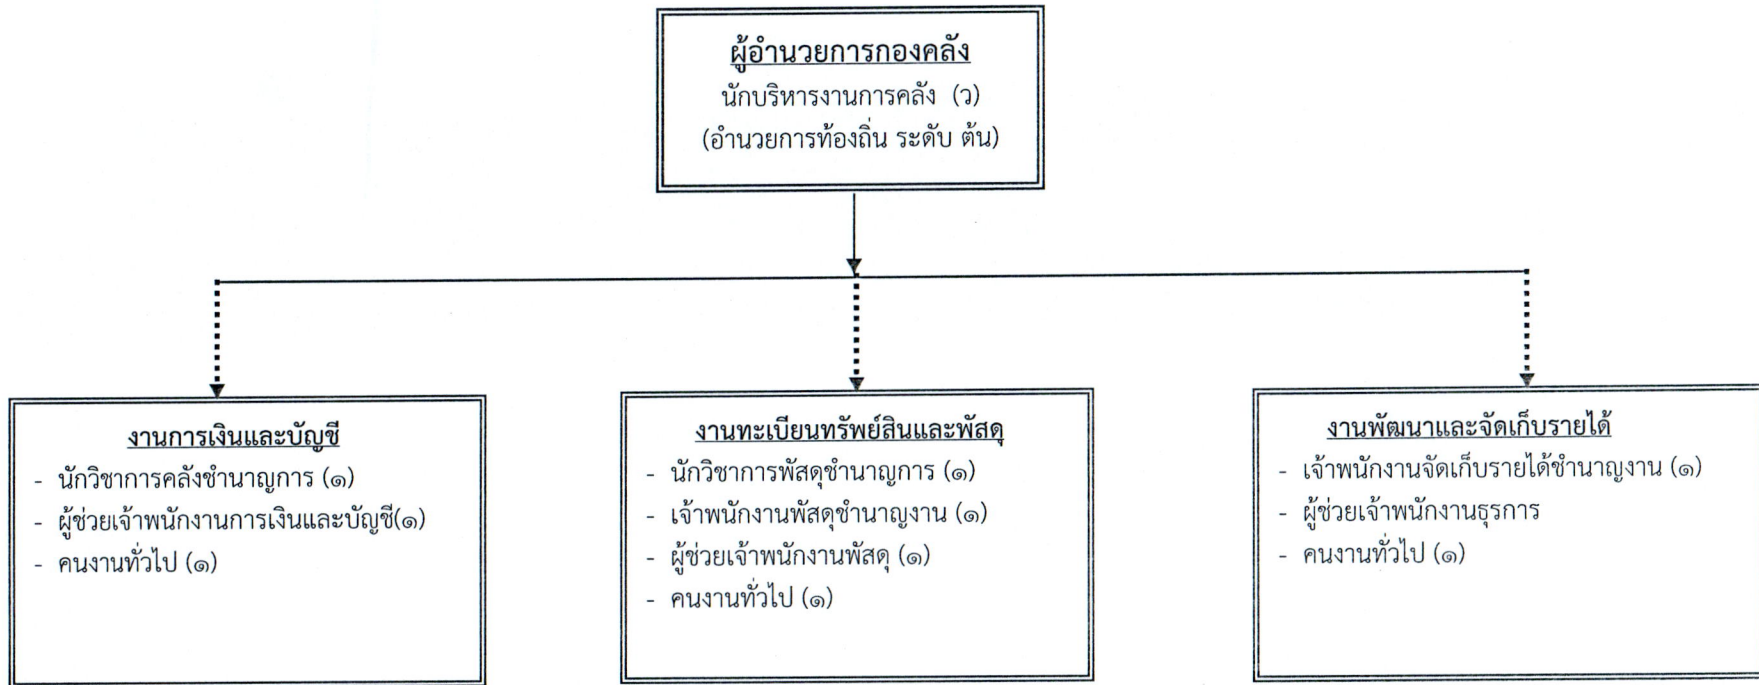 ผู้อำนวยการกองคลัง
นักบริหารงานการคลัง (ว)
(อำนวยการท้องถิ่น ระดับ ต้น)
งานการเงินและบัญชี
- นักวิชาการคลังชำนาญการ (๑)
- ผู้ช่วยเจ้าพนักงานการเงินและบัญชี(๑)
- คนงานทั่วไป (๑)
งานทะเบียนทรัพย์สินและพัสดุ
- นักวิชาการพัสดุชำนาญการ (๑)
- เจ้าพนักงานพัสดุชำนาญงาน (๑)
- ผู้ช่วยเจ้าพนักงานพัสดุ (๑)
- คนงานทั่วไป (๑)
งานพัฒนาและจัดเก็บรายได้
- เจ้าพนักงานจัดเก็บรายได้ชำนาญงาน (๑)
- ผู้ช่วยเจ้าพนักงานธุรการ
- คนงานทั่วไป (๑)